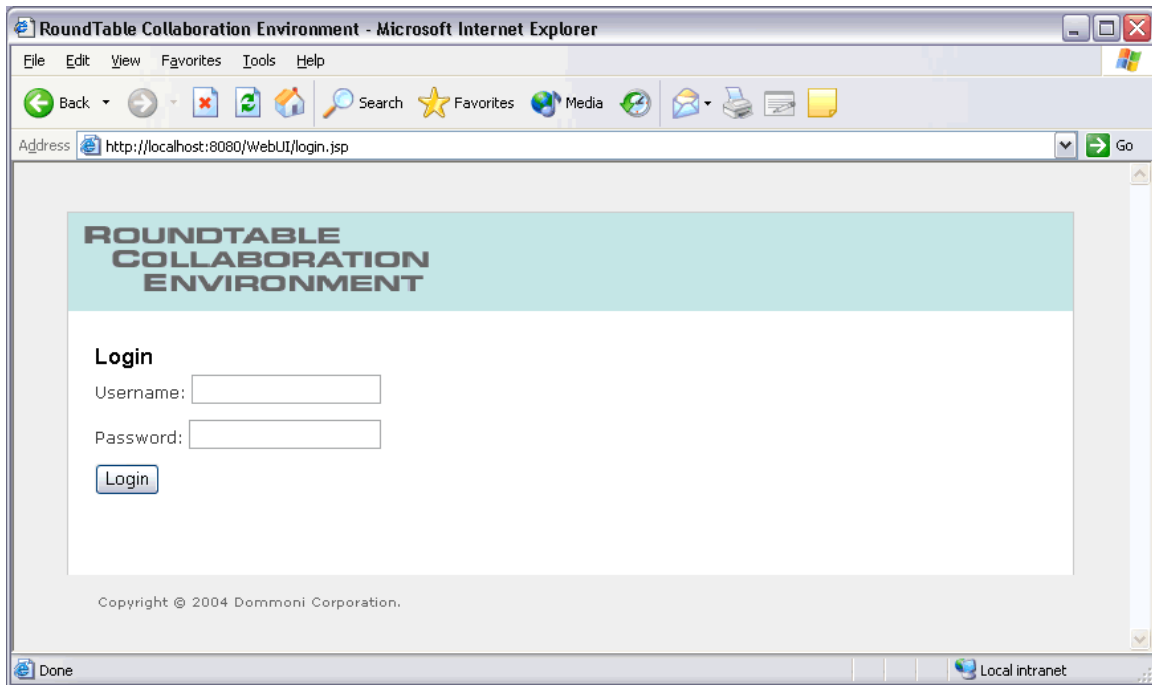 RoundTable Collaboration Environment - Microsoft Internet Explorer
File Edit View Favorites Tools Help
Back Search Favorites Media
Address http://localhost:8080/WebUI/login.jsp Go
ROUNDTABLE
COLLABORATION
ENVIRONMENT
Login
Username:
Password:
Login
Copyright © 2004 Dommoni Corporation.
Done Local intranet